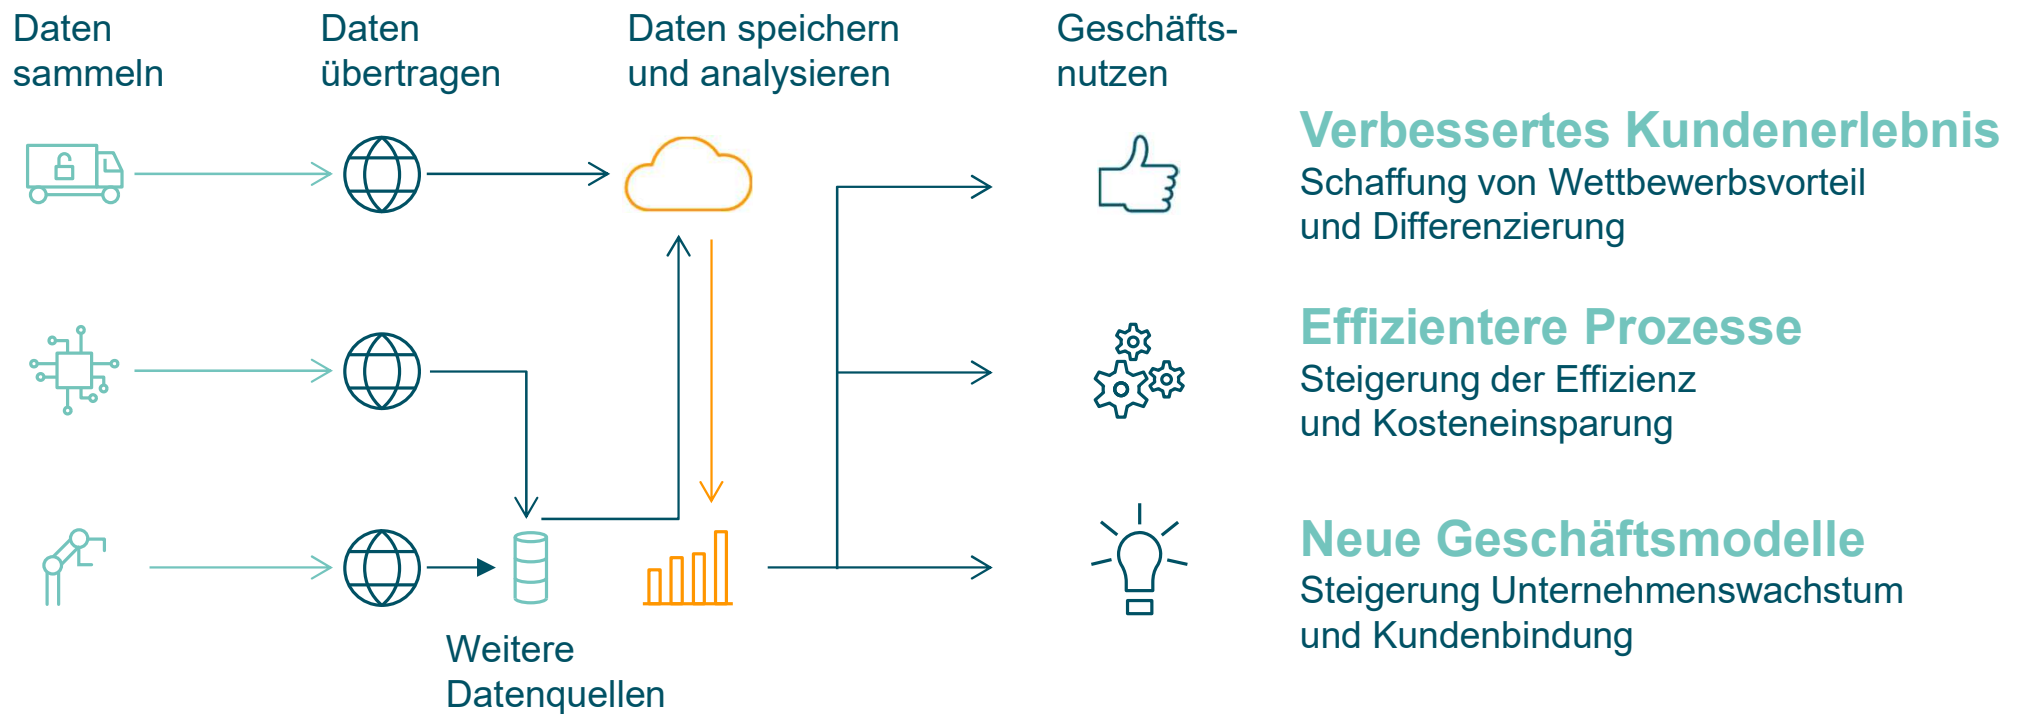 Daten
sammeln
Daten
übertragen
Daten speichern
und analysieren
Geschäfts-
nutzen
Verbessertes Kundenerlebnis
Schaffung von Wettbewerbsvorteil
und Differenzierung
Effizientere Prozesse
Steigerung der Effizienz
und Kosteneinsparung
Neue Geschäftsmodelle
Steigerung Unternehmenswachstum
und Kundenbindung
Weitere
Datenquellen